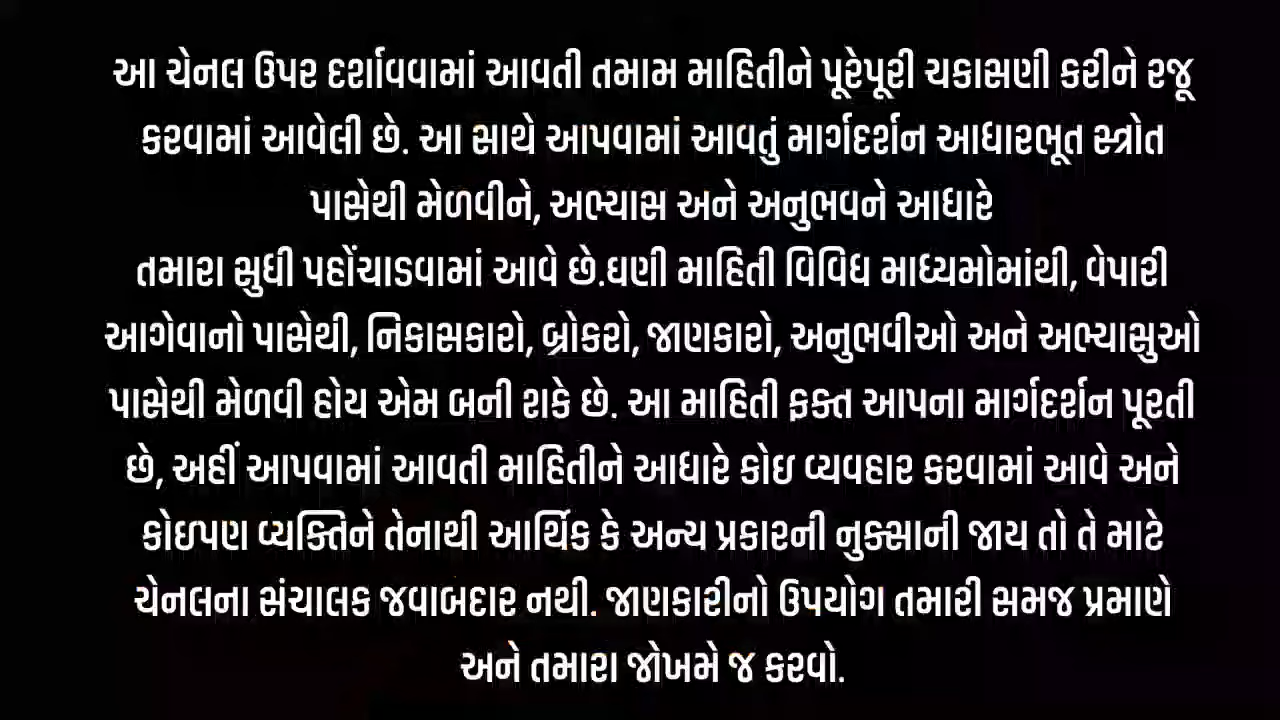 આ ચેનલ ઉપર દર્શાવવામાં આવતી તમામ માહિતીને પૂરેપૂરી ચકાસણી કરીને રજૂ
કરવામાં આવેલી છે. આ સાથે આપવામાં આવતું માર્ગદર્શન આધારભૂત સ્ત્રોત
પાસેથી મેળવીને, અભ્યાસ અને અનુભવને આધારે
તમારા સુધી પહોંચાડવામાં આવે છે.ઘણી માહિતી વિવિધ માધ્યમોમાંથી, વેપારી
આગેવાનો પાસેથી, નિકાસકારો, બ્રોકરો, જાણકારો, અનુભવીઓ અને અભ્યાસુઓ
પાસેથી મેળવી હોય એમ બની શકે છે. આ માહિતી ફક્ત આપના માર્ગદર્શન પૂરતી
છે, અહીં આપવામાં આવતી માહિતીને આધારે કોઇ વ્યવહાર કરવામાં આવે અને
કોઇપણ વ્યક્તિને તેનાથી આર્થિક કે અન્ય પ્રકારની નુક્સાની જાય તો તે માટે
ચેનલના સંચાલક જવાબદાર નથી. જાણકારીનો ઉપયોગ તમારી સમજ પ્રમાણે
અને તમારા જોખમે જ કરવો.